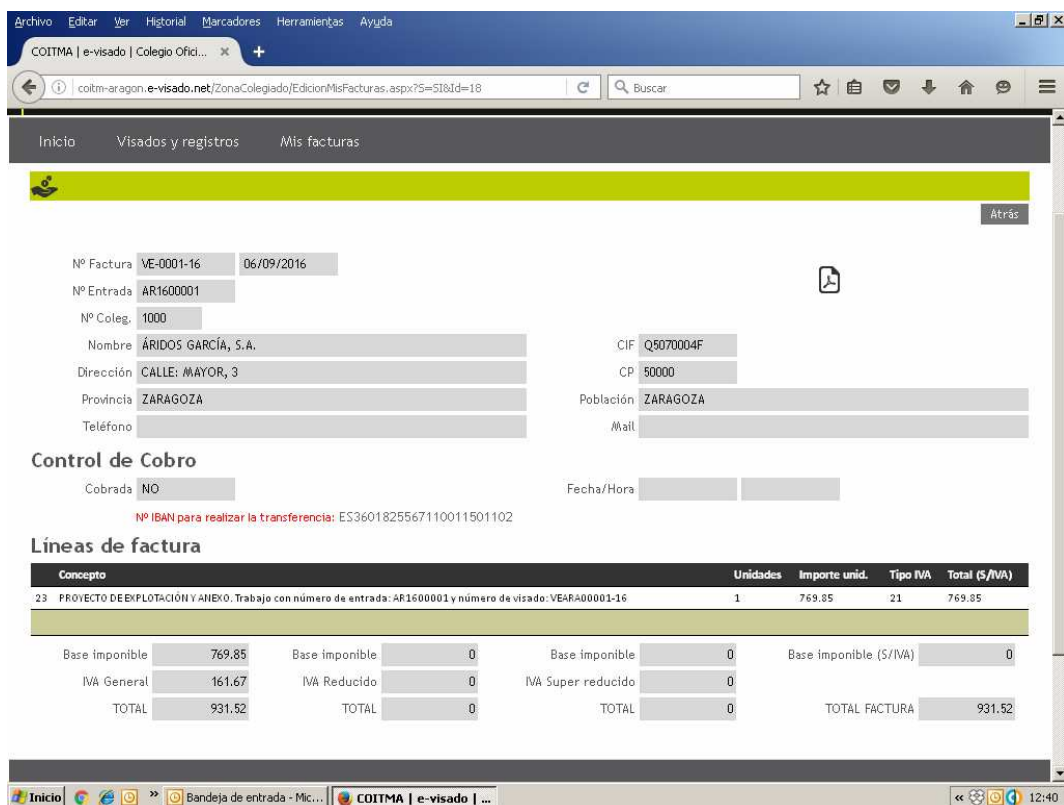 Archivo Editar Ver Historial Marcadores Herramientas Ayuda
COITMA | e-visado | Colegio Ofici...
coitm-aragon.e-visado.net/ZonaColegiado/EdicionMisFacturas.aspx?S=SI&Id=18 Buscar
Inicio Visados y registros Mis facturas
Atrás
Nº Factura VE-0001-16 06/09/2016
Nº Entrada AR1600001
Nº Coleg. 1000
Nombre ÁRIDOS GARCÍA, S.A. CIF Q5070004F
Dirección CALLE: MAYOR, 3 CP 50000
Provincia ZARAGOZA Población ZARAGOZA
Teléfono Mail
Control de Cobro
Cobrada NO Fecha/Hora
Nº IBAN para realizar la transferencia: ES3601825567110011501102
Líneas de factura
Concepto Unidades Importe unid. Tipo IVA Total (S/IVA)
23 PROYECTO DE EXPLOTACIÓN Y ANEXO. Trabajo con número de entrada: AR1600001 y número de visado: VEARA00001-16 1 769.85 21 769.85
Base imponible 769.85 Base imponible 0 Base imponible 0 Base imponible (S/IVA) 0
IVA General 161.67 IVA Reducido 0 IVA Super reducido 0
TOTAL 931.52 TOTAL 0 TOTAL 0 TOTAL FACTURA 931.52
Inicio » Bandeja de entrada - Mic... COITMA | e-visado | ... « 12:40